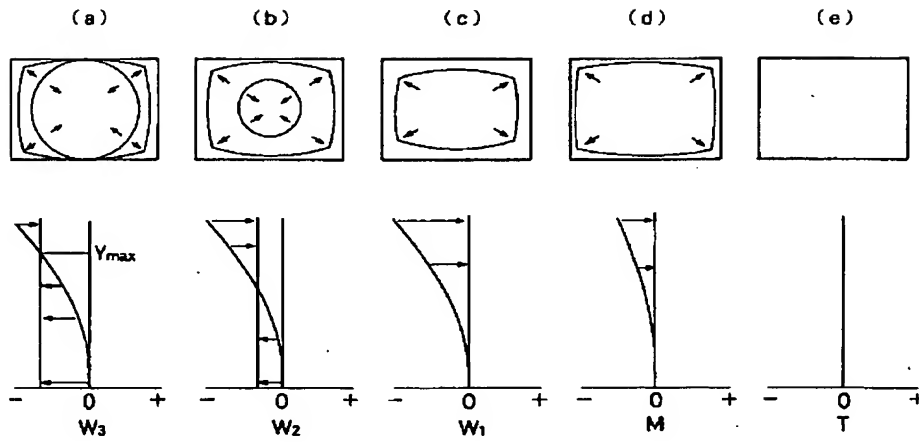 (a) (b) (c) (d) (e)
Ymax
- 0 + - 0 + - 0 + - 0 + - 0 +
W3 W2 W1 M T